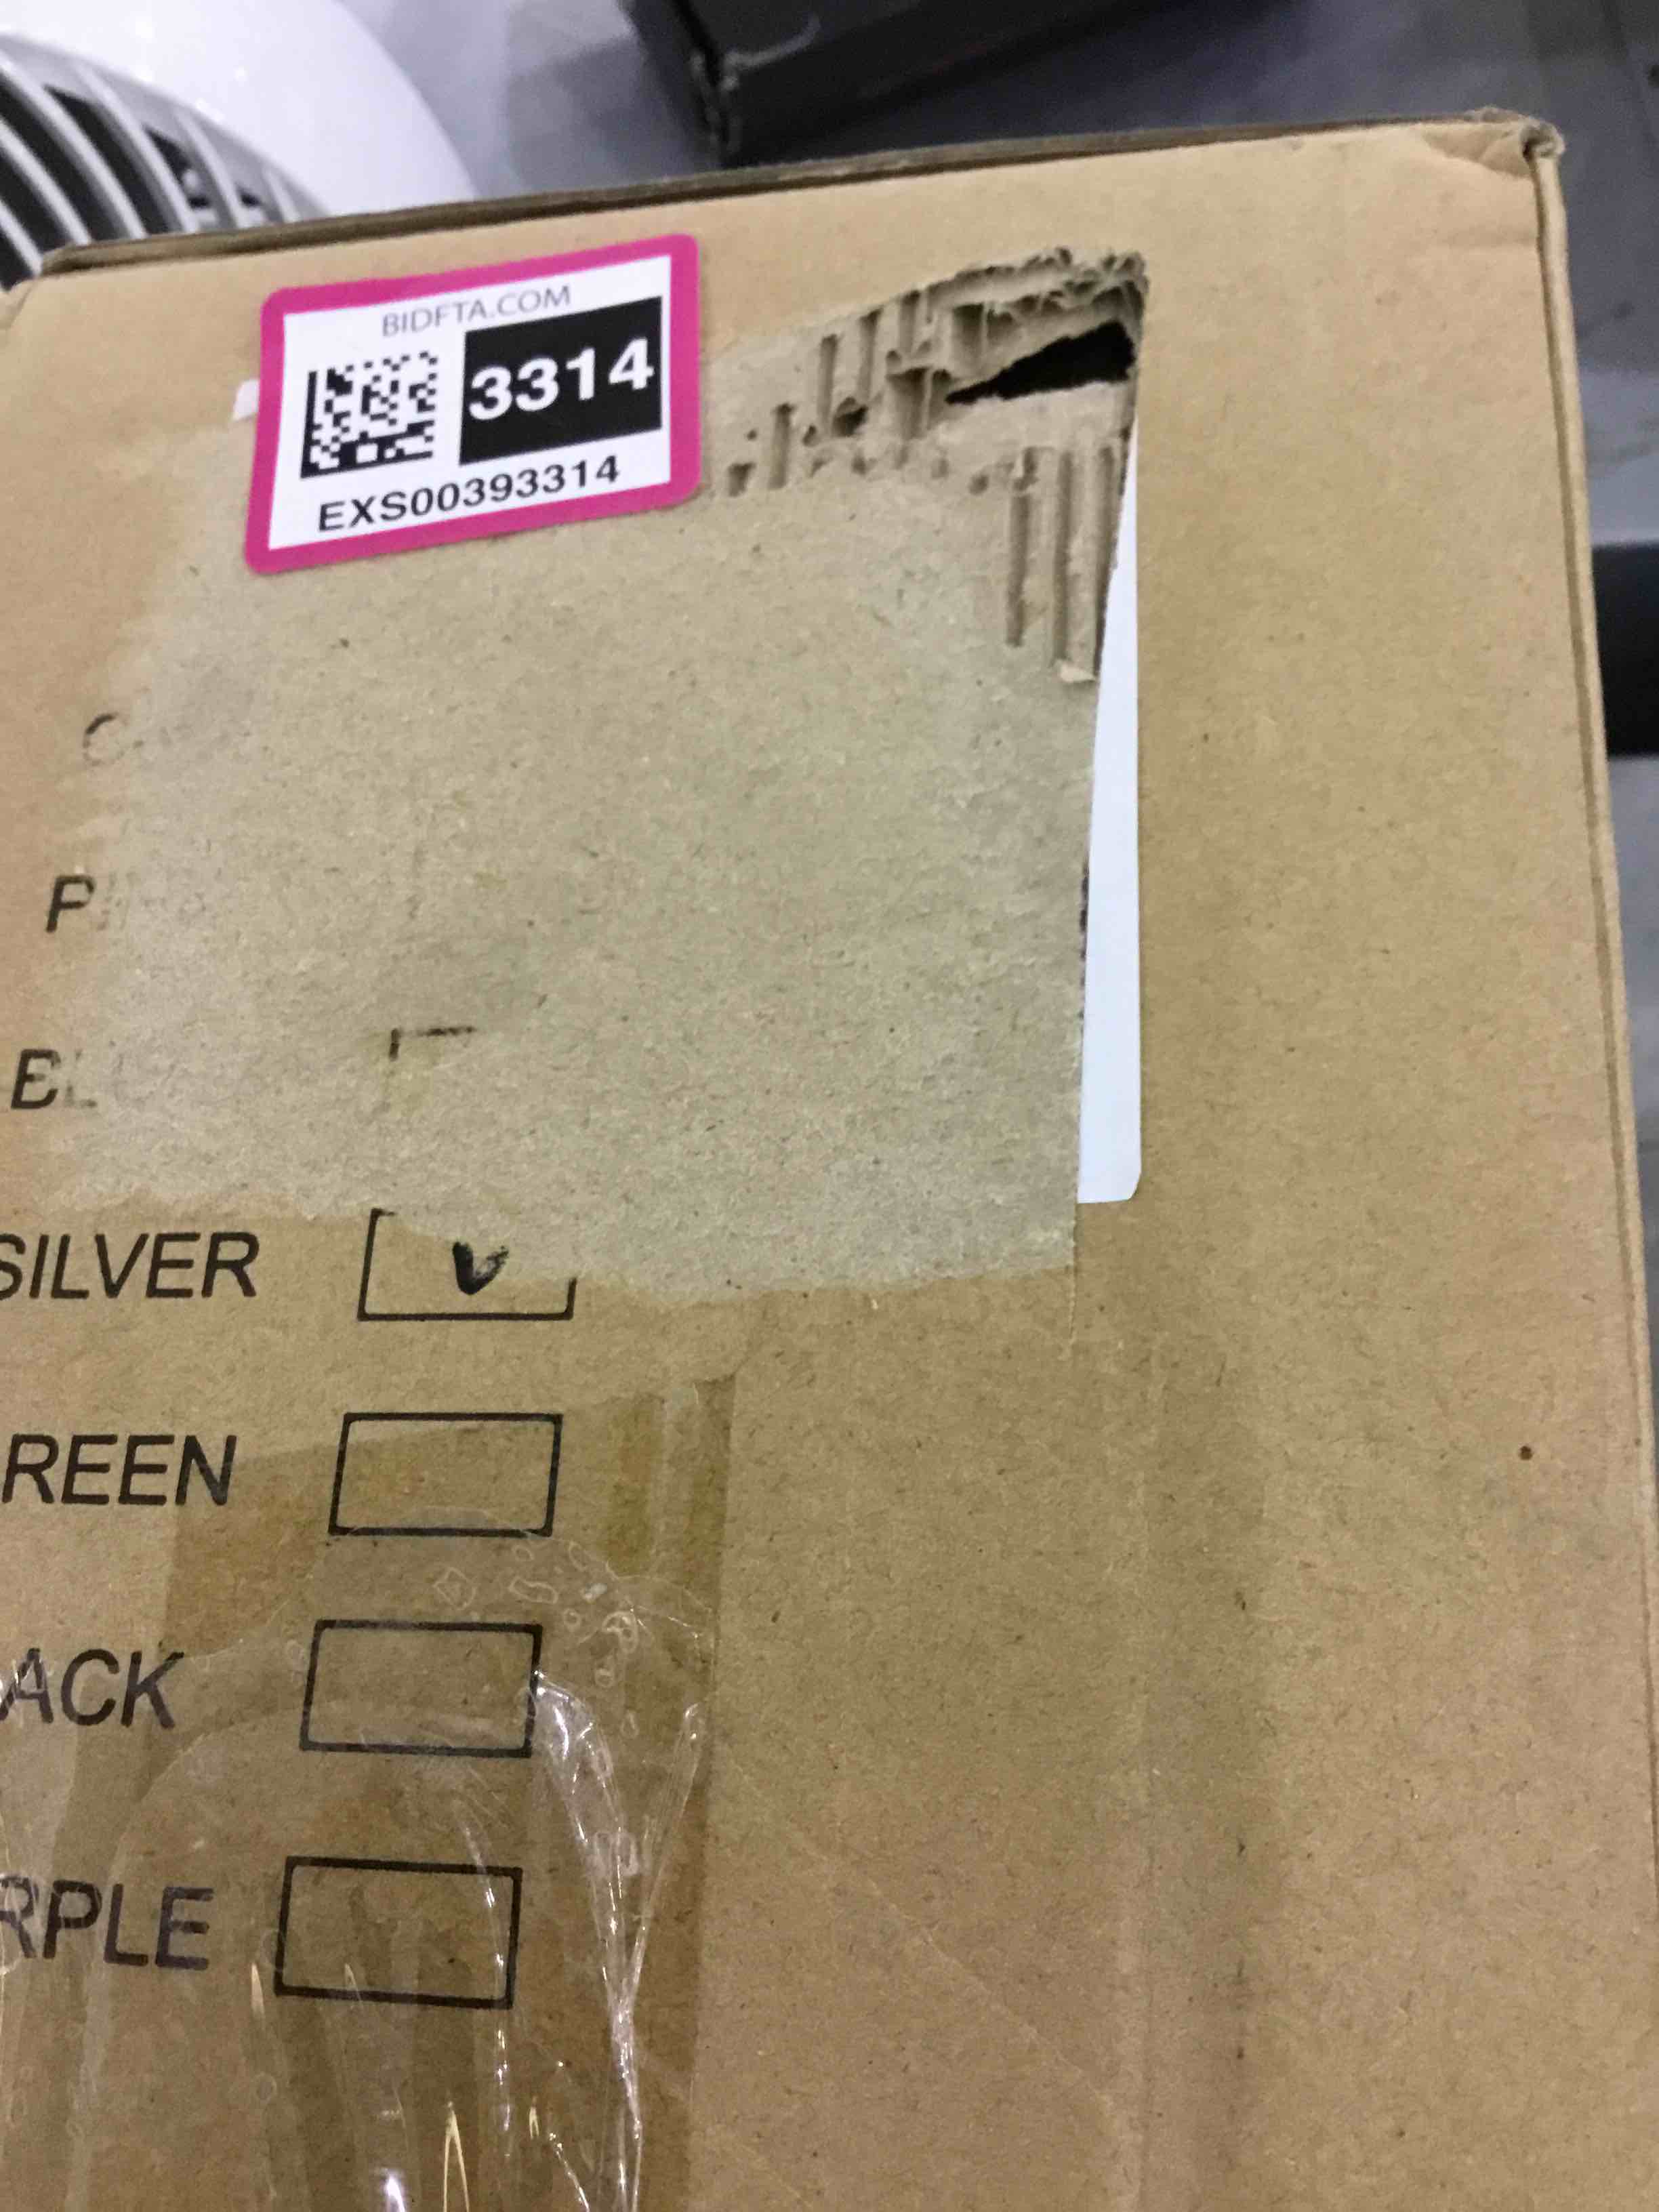 BIDFTA.COM
3314
EXS00393314
SILVER
REEN
ACK
RPLE